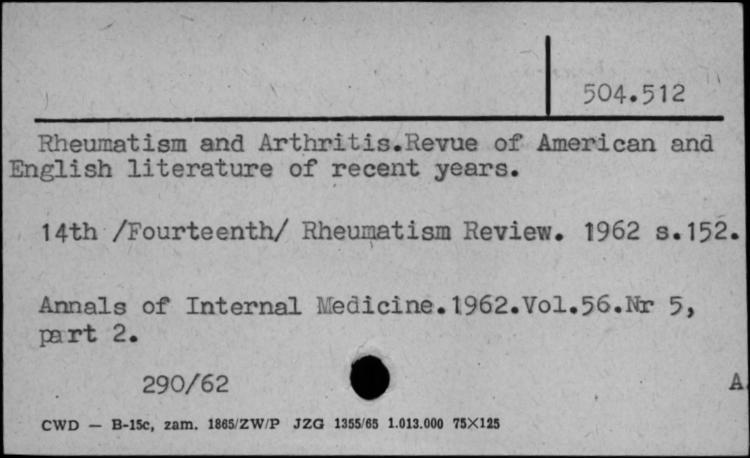 504.512
Rheumatism and Arthritis.Revue of American and
English literature of recent years.
14th /Fourteenth/ Rheumatism Review. 1962 s.152.
Annals of Internal Medicine.1962.Vol.56.Nr 5,
part 2.
290/62
A.
CWD — B-15c, zam. 1865/ZW/P JZG 1355/65 1.013.000 75×125